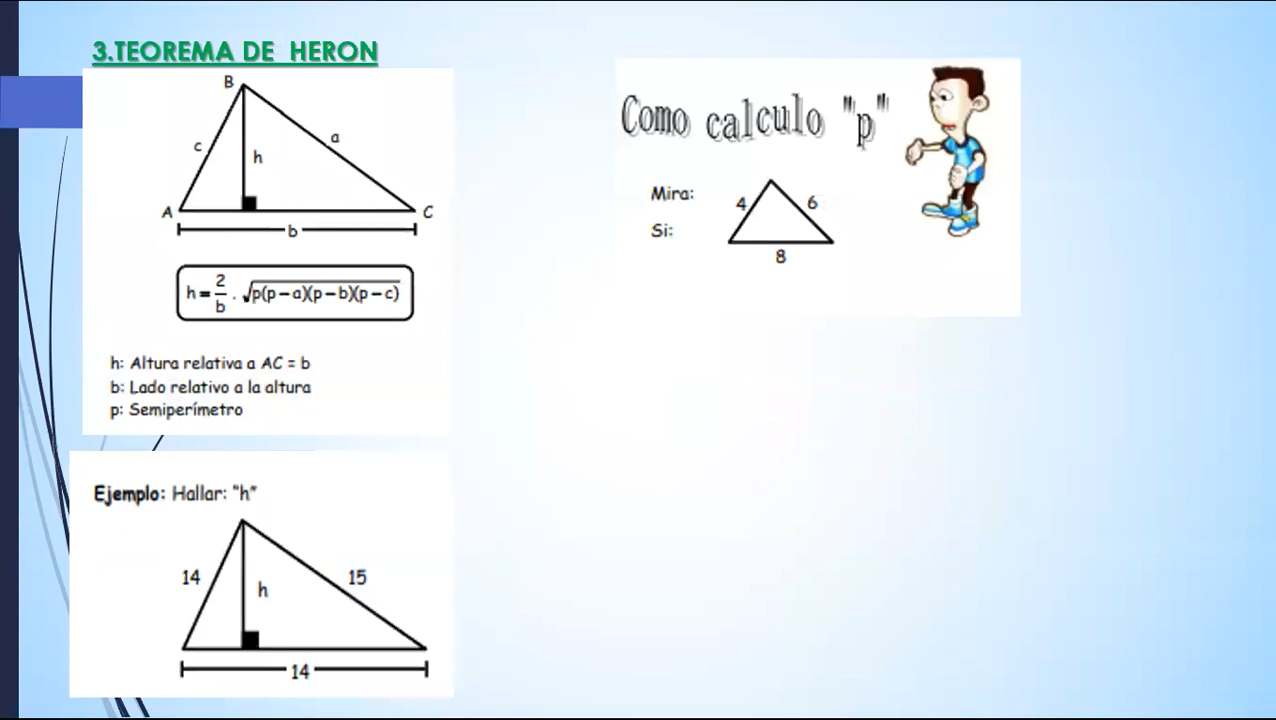 3.TEOREMA DE HERON
B
c
h
a
A
C
b
h = 2/b . √p(p-a)(p-b)(p-c)
h: Altura relativa a AC = b
b: Lado relativo a la altura
p: Semiperímetro
Ejemplo: Hallar: "h"
14
h
15
14
Como calculo "p"
Mira:
4
6
Si:
8